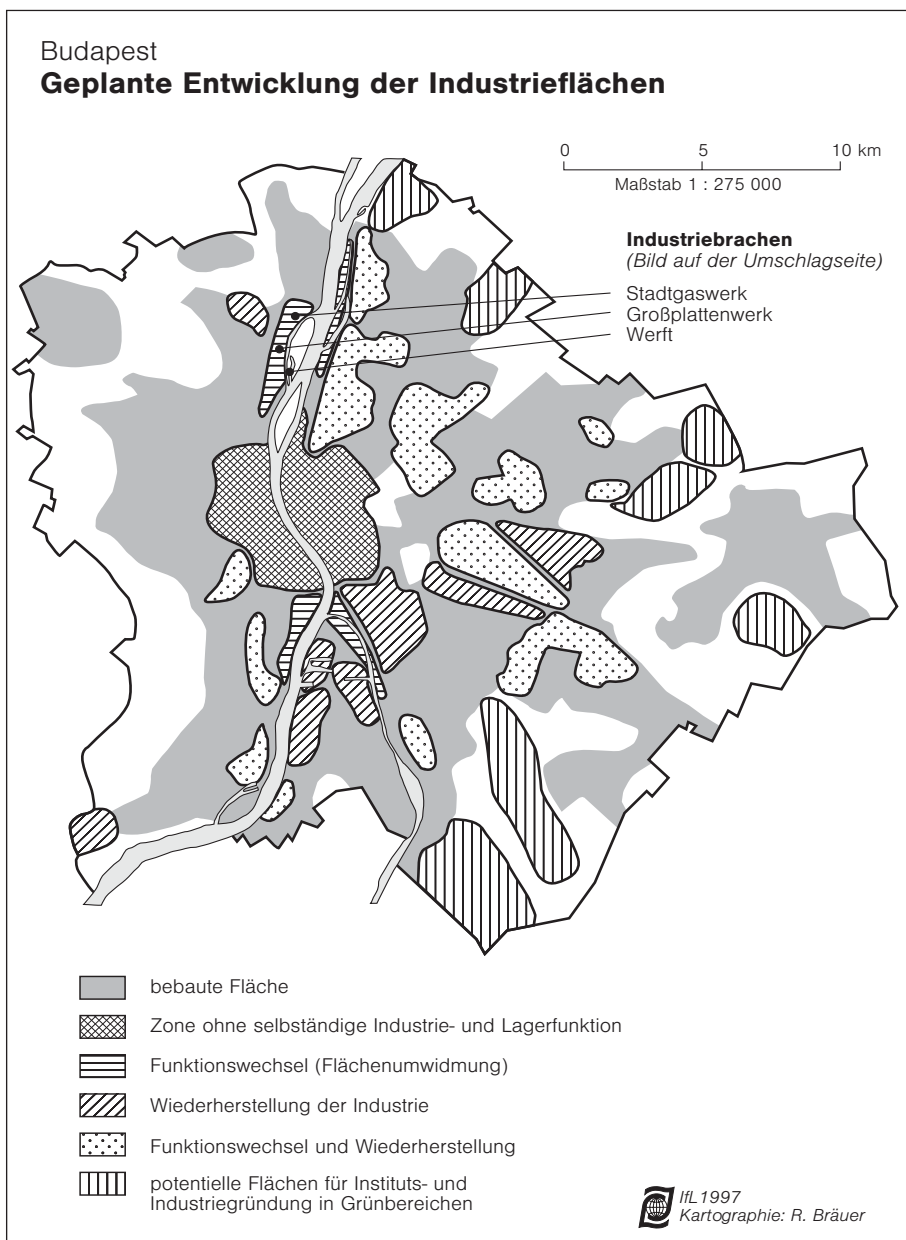 Budapest
Geplante Entwicklung der Industrieflächen
0 5 10 km
Maßstab 1 : 275 000
Industriebrachen
(Bild auf der Umschlagseite)
Stadtgaswerk
Großplattenwerk
Werft
bebaute Fläche
Zone ohne selbständige Industrie- und Lagerfunktion
Funktionswechsel (Flächenumwidmung)
Wiederherstellung der Industrie
Funktionswechsel und Wiederherstellung
potentielle Flächen für Instituts- und
Industriegründung in Grünbereichen
IfL 1997
Kartographie: R. Bräuer